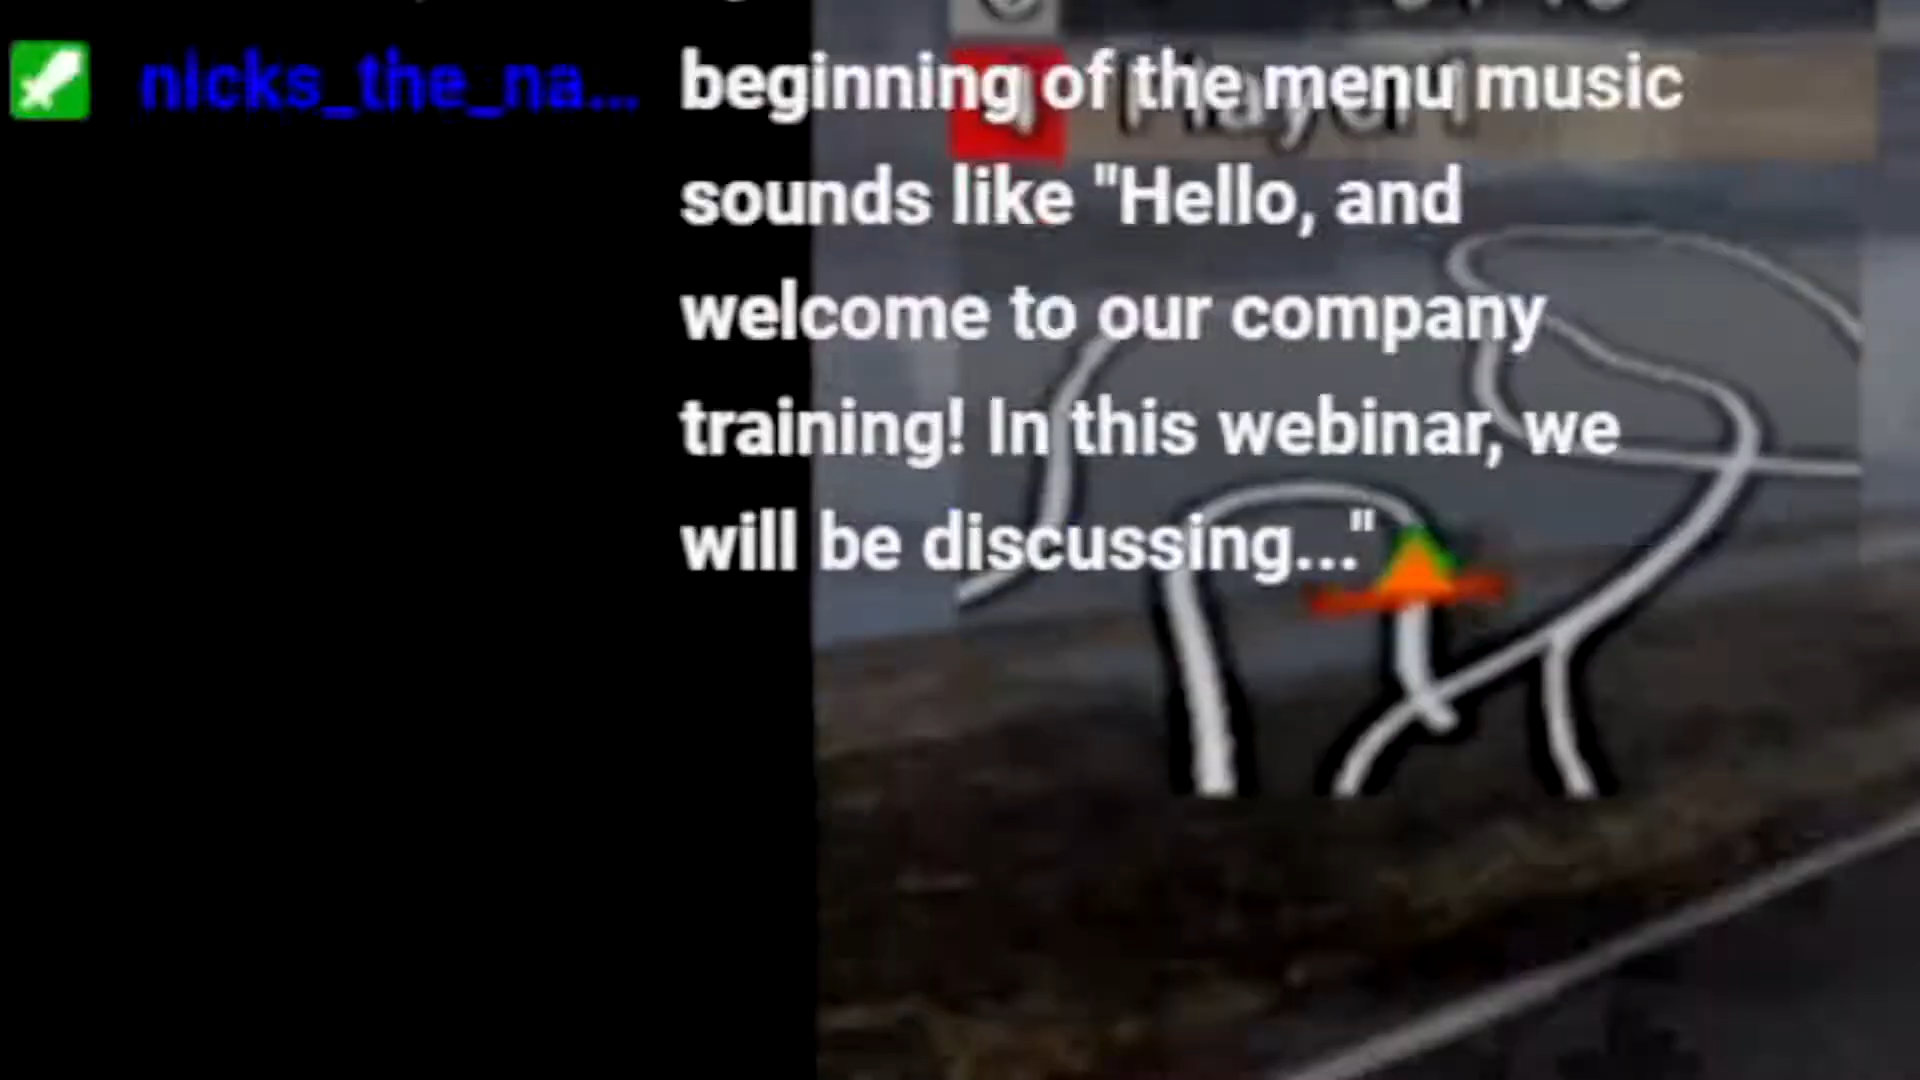 nicks_the_na... beginning of the menu music
Player1
sounds like "Hello, and
welcome to our company
training! In this webinar, we
will be discussing..."